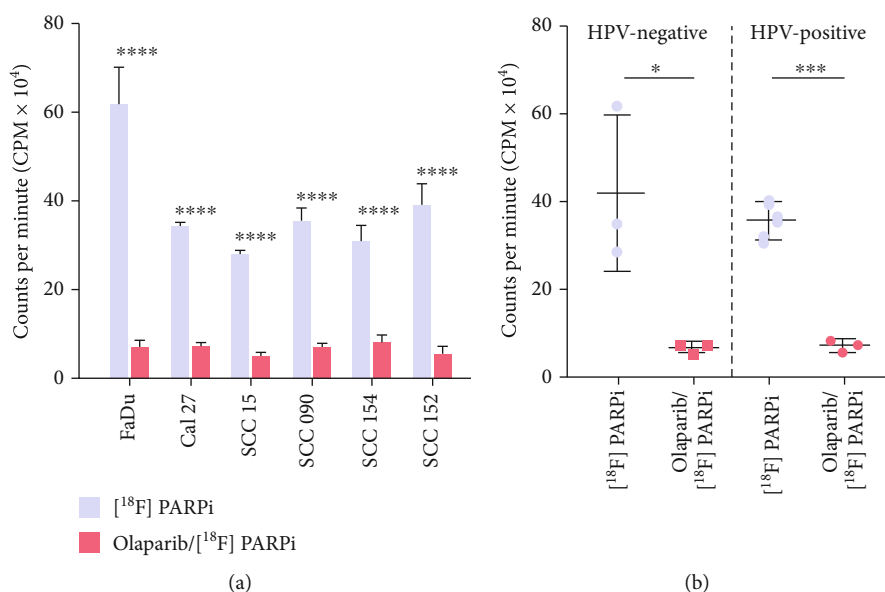 Counts per minute (CPM × 10⁴)
80
60
40
20
0
****
****
****
****
****
****
FaDu
Cal 27
SCC 15
SCC 090
SCC 154
SCC 152
[¹⁸F] PARPi
Olaparib/[¹⁸F] PARPi
(a)
Counts per minute (CPM × 10⁴)
80
60
40
20
0
HPV-negative
HPV-positive
*
***
[¹⁸F] PARPi
Olaparib/
[¹⁸F] PARPi
[¹⁸F] PARPi
Olaparib/
[¹⁸F] PARPi
(b)